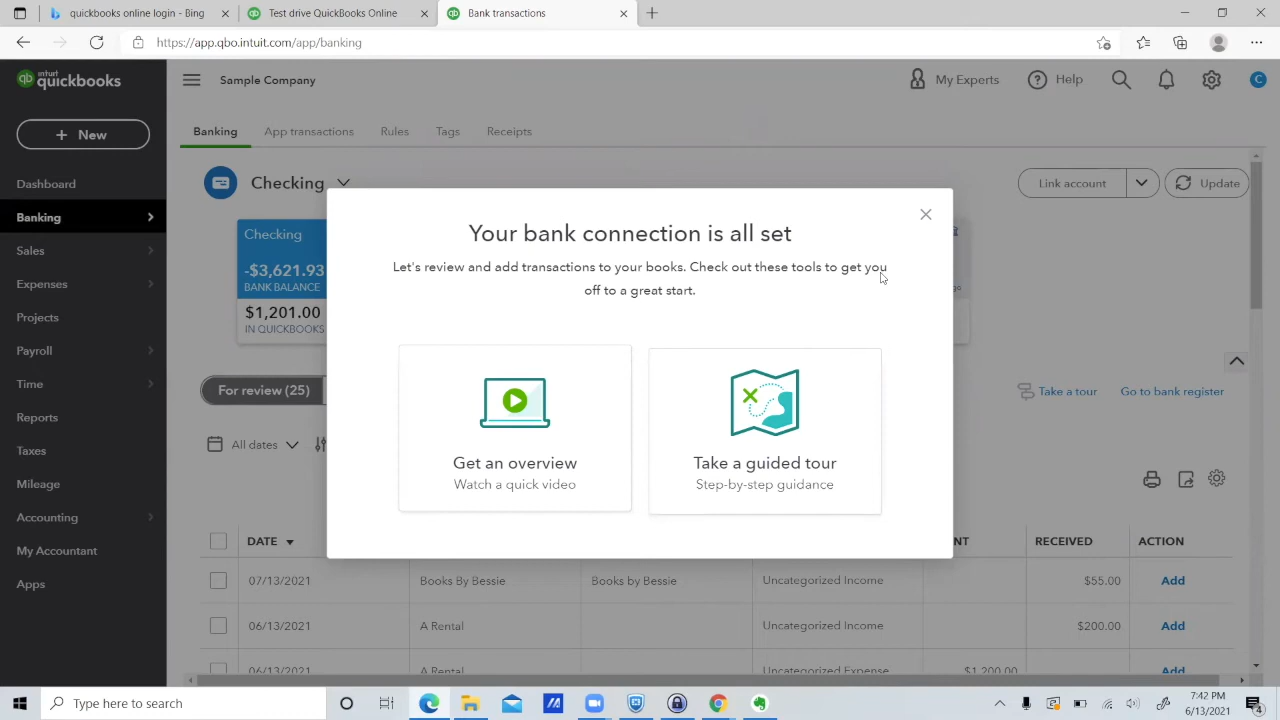 quickbooks online login - Bing
Test drive QuickBooks Online
Bank transactions
https://app.qbo.intuit.com/app/banking
intuit
quickbooks
Sample Company
My Experts
Help
C
+ New
Banking
App transactions
Rules
Tags
Receipts
Dashboard
Banking
Sales
Expenses
Projects
Payroll
Time
Reports
Taxes
Mileage
Accounting
My Accountant
Apps
Checking
Link account
Update
Checking
-$3,621.93
BANK BALANCE
$1,201.00
IN QUICKBOOKS
Your bank connection is all set
Let's review and add transactions to your books. Check out these tools to get you
off to a great start.
Get an overview
Watch a quick video
Take a guided tour
Step-by-step guidance
For review (25)
Take a tour
Go to bank register
All dates
DATE
NT
RECEIVED
ACTION
07/13/2021 Books By Bessie Books by Bessie Uncategorized Income $55.00 Add
06/13/2021 A Rental Uncategorized Income $200.00 Add
06/13/2021 A Rental Uncategorized Expense $1,200.00 Add
Type here to search
7:42 PM
6/13/2021
4